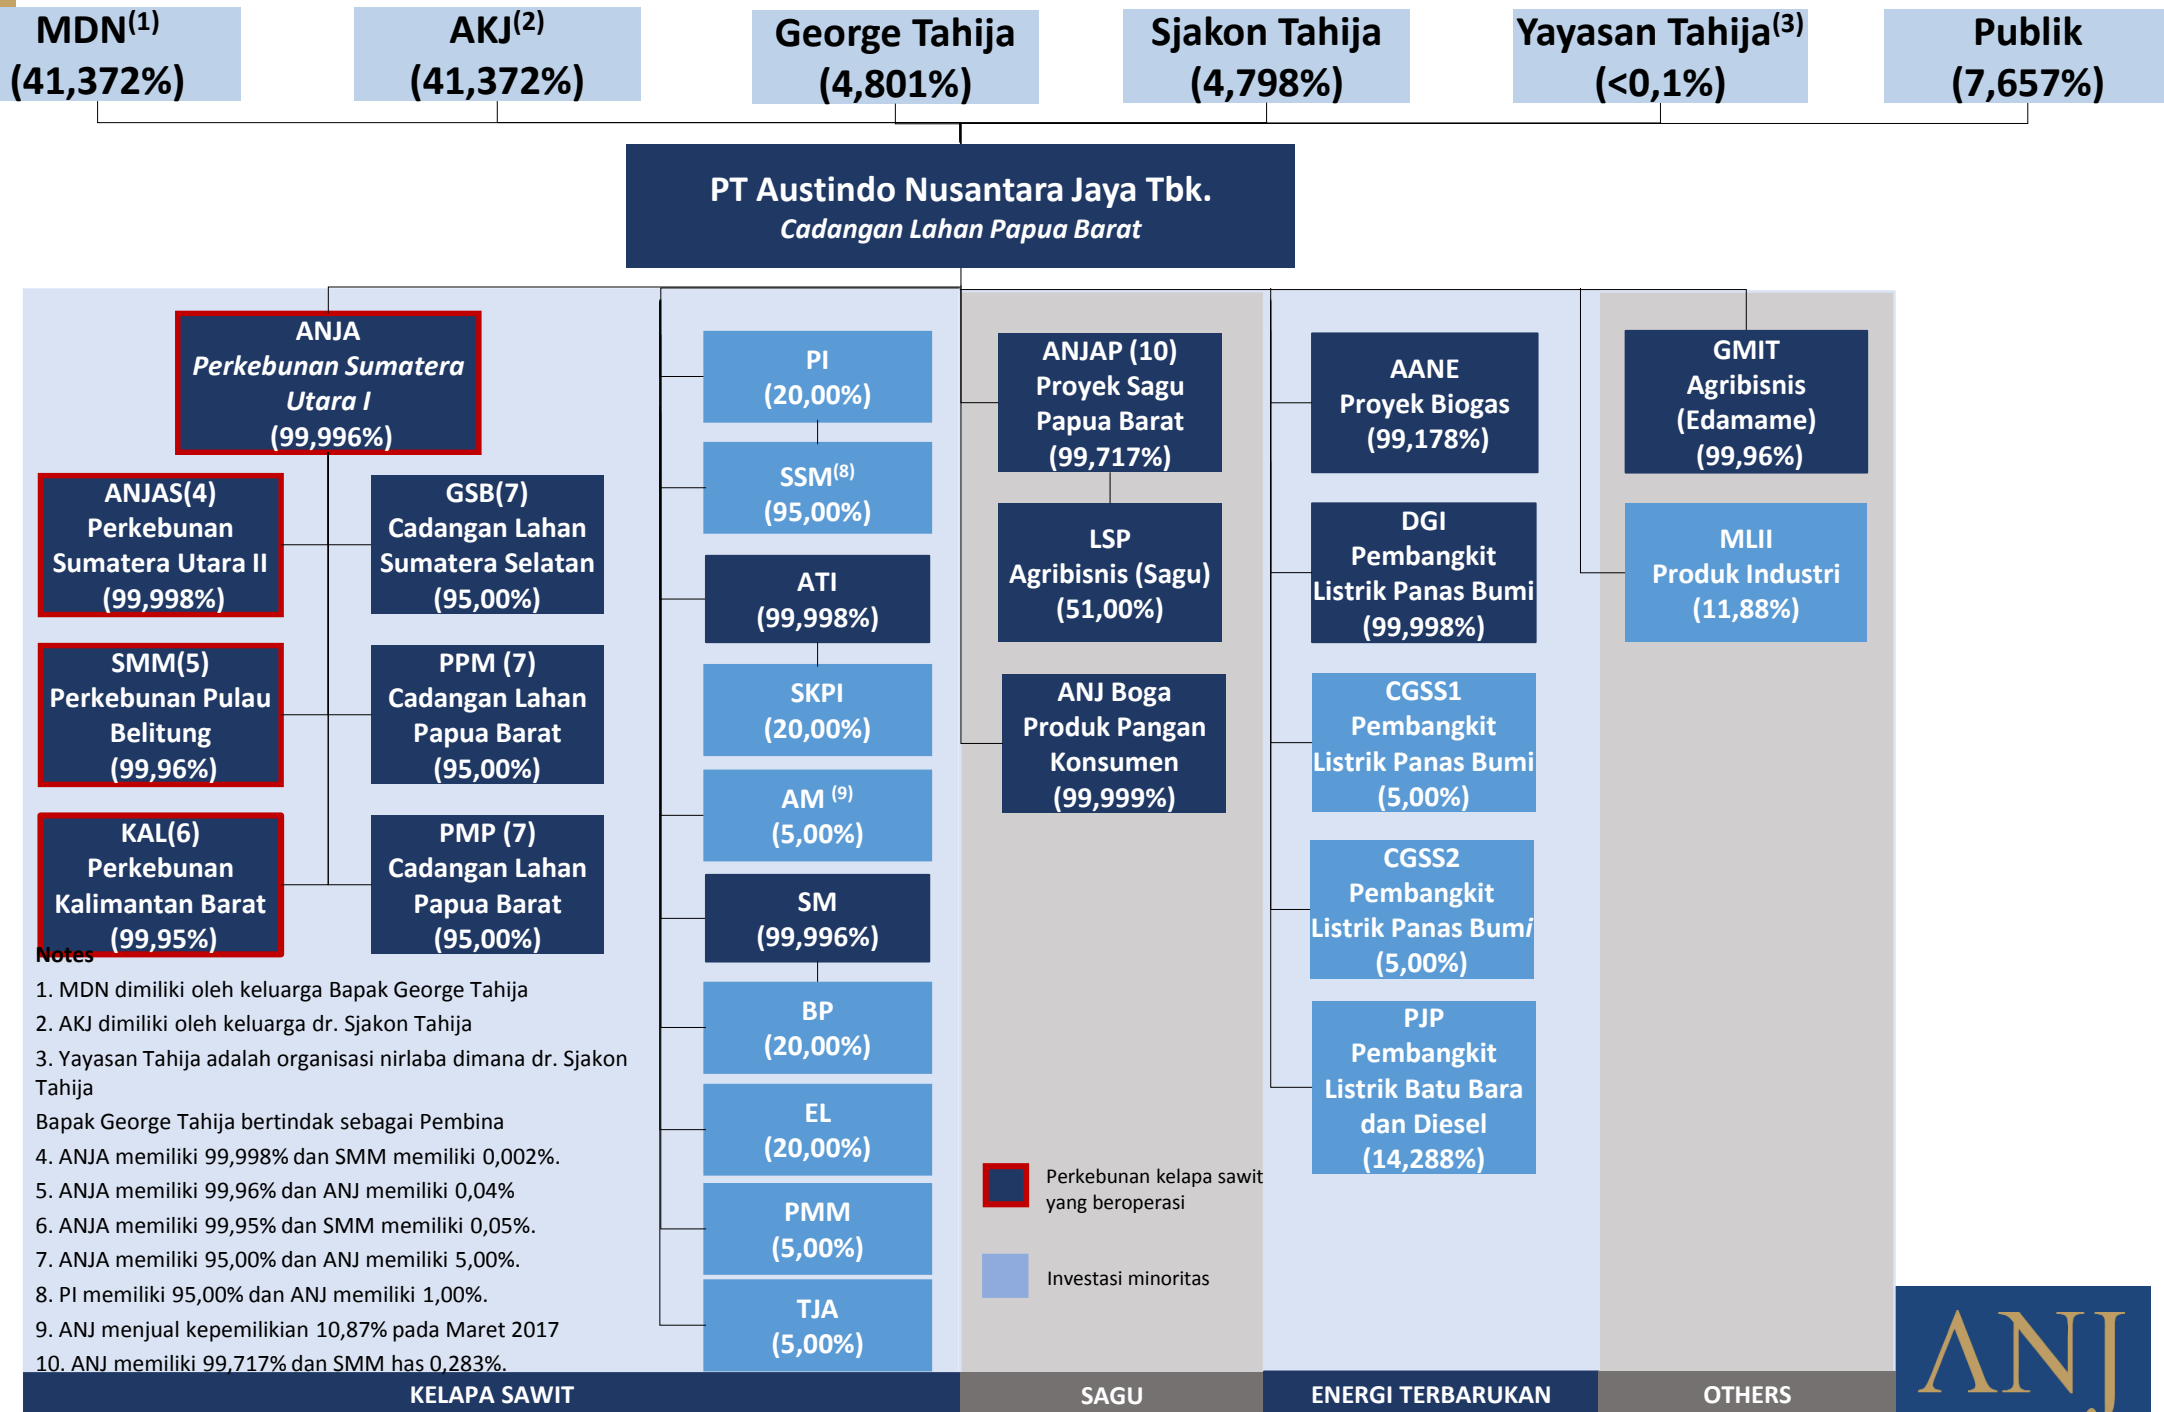 MDN(1)
(41,372%)
AKJ(2)
(41,372%)
George Tahija
(4,801%)
Sjakon Tahija
(4,798%)
Yayasan Tahija(3)
(<0,1%)
Publik
(7,657%)
PT Austindo Nusantara Jaya Tbk.
Cadangan Lahan Papua Barat
ANJA
Perkebunan Sumatera
Utara I
(99,996%)
ANJAS(4)
Perkebunan
Sumatera Utara II
(99,998%)
GSB(7)
Cadangan Lahan
Sumatera Selatan
(95,00%)
SMM(5)
Perkebunan Pulau
Belitung
(99,96%)
PPM (7)
Cadangan Lahan
Papua Barat
(95,00%)
KAL(6)
Perkebunan
Kalimantan Barat
(99,95%)
PMP (7)
Cadangan Lahan
Papua Barat
(95,00%)
PI
(20,00%)
SSM(8)
(95,00%)
ATI
(99,998%)
SKPI
(20,00%)
AM (9)
(5,00%)
SM
(99,996%)
BP
(20,00%)
EL
(20,00%)
PMM
(5,00%)
TJA
(5,00%)
ANJAP (10)
Proyek Sagu
Papua Barat
(99,717%)
LSP
Agribisnis (Sagu)
(51,00%)
ANJ Boga
Produk Pangan
Konsumen
(99,999%)
AANE
Proyek Biogas
(99,178%)
DGI
Pembangkit
Listrik Panas Bumi
(99,998%)
CGSS1
Pembangkit
Listrik Panas Bumi
(5,00%)
CGSS2
Pembangkit
Listrik Panas Bumi
(5,00%)
PJP
Pembangkit
Listrik Batu Bara
dan Diesel
(14,288%)
GMIT
Agribisnis
(Edamame)
(99,96%)
MLII
Produk Industri
(11,88%)
Notes
1. MDN dimiliki oleh keluarga Bapak George Tahija
2. AKJ dimiliki oleh keluarga dr. Sjakon Tahija
3. Yayasan Tahija adalah organisasi nirlaba dimana dr. Sjakon
Tahija
Bapak George Tahija bertindak sebagai Pembina
4. ANJA memiliki 99,998% dan SMM memiliki 0,002%.
5. ANJA memiliki 99,96% dan ANJ memiliki 0,04%
6. ANJA memiliki 99,95% dan SMM memiliki 0,05%.
7. ANJA memiliki 95,00% dan ANJ memiliki 5,00%.
8. PI memiliki 95,00% dan ANJ memiliki 1,00%.
9. ANJ menjual kepemilikian 10,87% pada Maret 2017
10. ANJ memiliki 99,717% dan SMM has 0,283%.
Perkebunan kelapa sawit
yang beroperasi
Investasi minoritas
KELAPA SAWIT
SAGU
ENERGI TERBARUKAN
OTHERS
ANJ